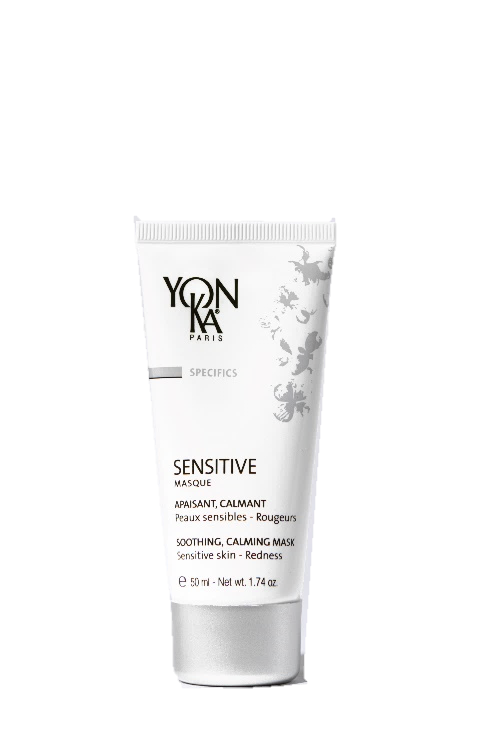 YON
KA®
PARIS
SPECIFICS
SENSITIVE
MASQUE
APAISANT, CALMANT
Peaux sensibles - Rougeurs
SOOTHING, CALMING MASK
Sensitive skin - Redness
℮ 50 ml - Net wt. 1.74 oz.